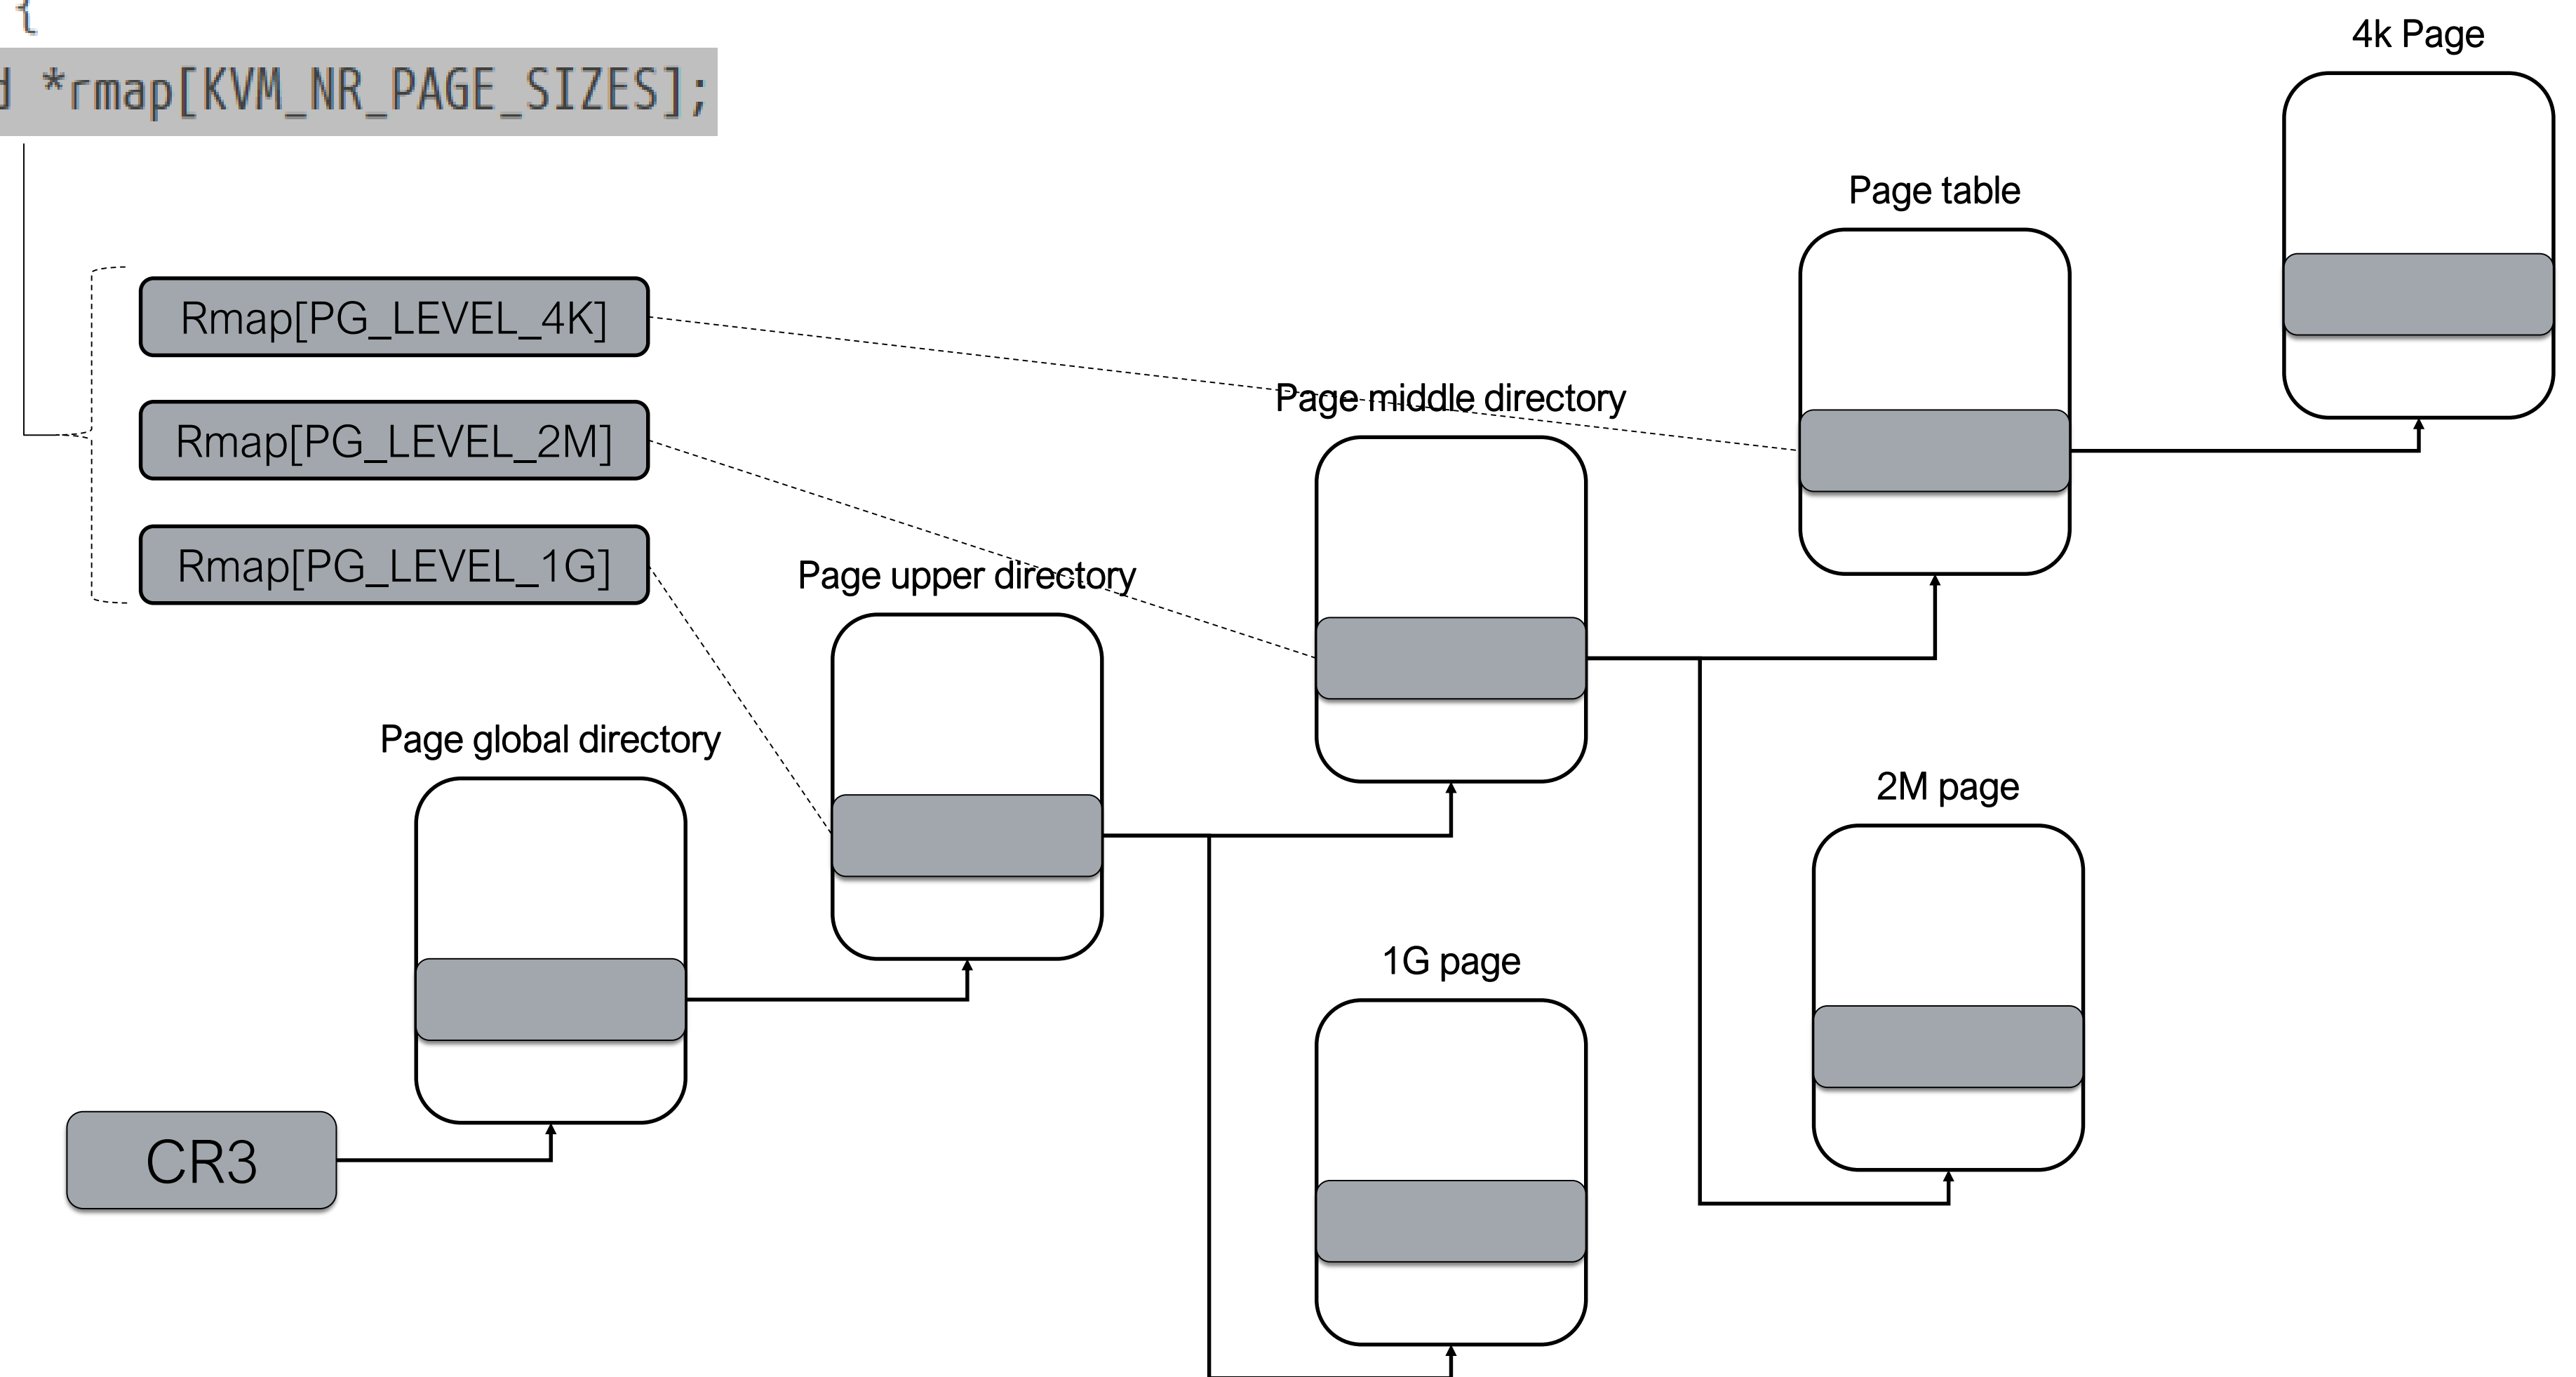 {
d *rmap[KVM_NR_PAGE_SIZES];
4k Page
Page table
Rmap[PG_LEVEL_4K]
Page middle directory
Rmap[PG_LEVEL_2M]
Rmap[PG_LEVEL_1G]
Page upper directory
Page global directory
2M page
1G page
CR3